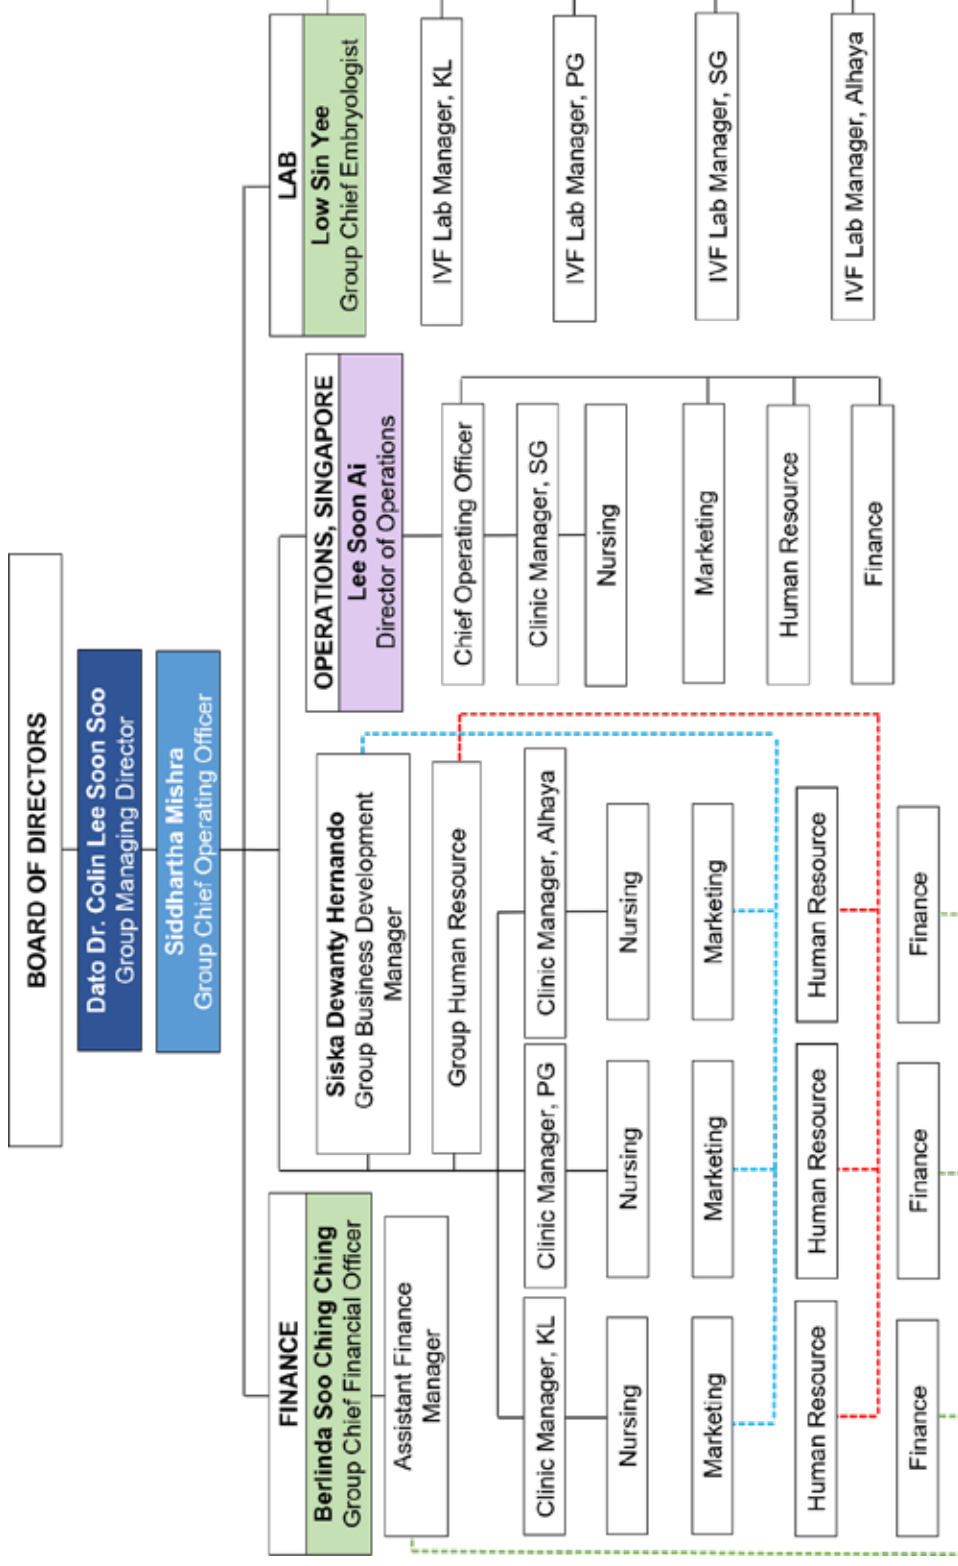 BOARD OF DIRECTORS
Dato Dr. Colin Lee Soon Soo
Group Managing Director
Siddhartha Mishra
Group Chief Operating Officer
FINANCE
Berlinda Soo Ching Ching
Group Chief Financial Officer
Assistant Finance
Manager
Siska Dewanty Hernando
Group Business Development
Manager
Group Human Resource
Clinic Manager, KL
Nursing
Marketing
Human Resource
Finance
Clinic Manager, PG
Nursing
Marketing
Human Resource
Finance
Clinic Manager, Alhaya
Nursing
Marketing
Human Resource
Finance
OPERATIONS, SINGAPORE
Lee Soon Ai
Director of Operations
Chief Operating Officer
Clinic Manager, SG
Nursing
Marketing
Human Resource
Finance
LAB
Low Sin Yee
Group Chief Embryologist
IVF Lab Manager, KL
IVF Lab Manager, PG
IVF Lab Manager, SG
IVF Lab Manager, Alhaya